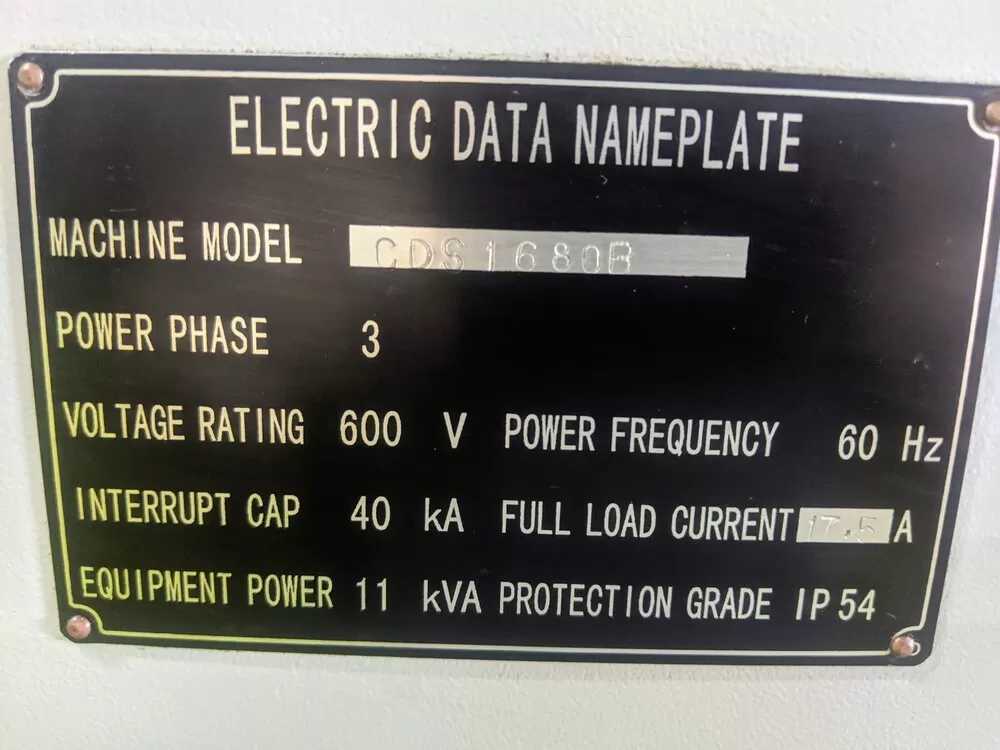 ELECTRIC DATA NAMEPLATE
MACHINE MODEL CDS1680B
POWER PHASE 3
VOLTAGE RATING 600 V POWER FREQUENCY 60 Hz
INTERRUPT CAP 40 kA FULL LOAD CURRENT 17.5 A
EQUIPMENT POWER 11 kVA PROTECTION GRADE IP54